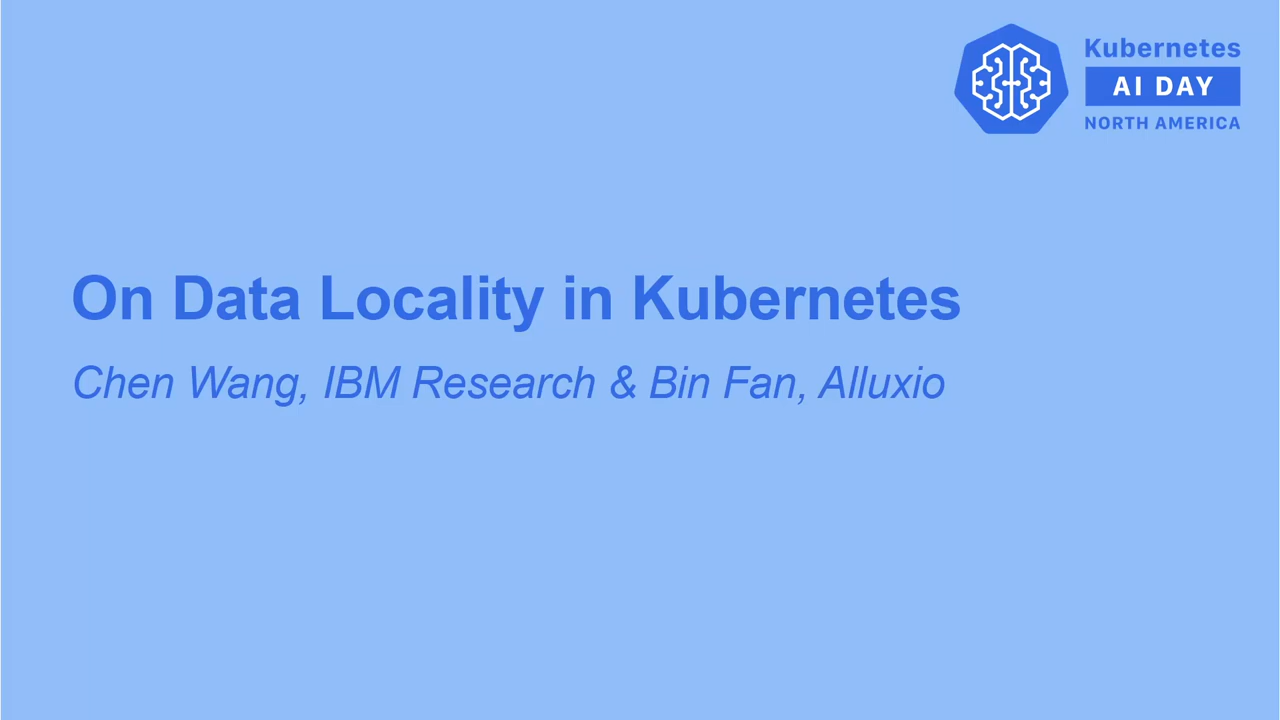 Kubernetes
AI DAY
NORTH AMERICA
On Data Locality in Kubernetes
Chen Wang, IBM Research & Bin Fan, Alluxio